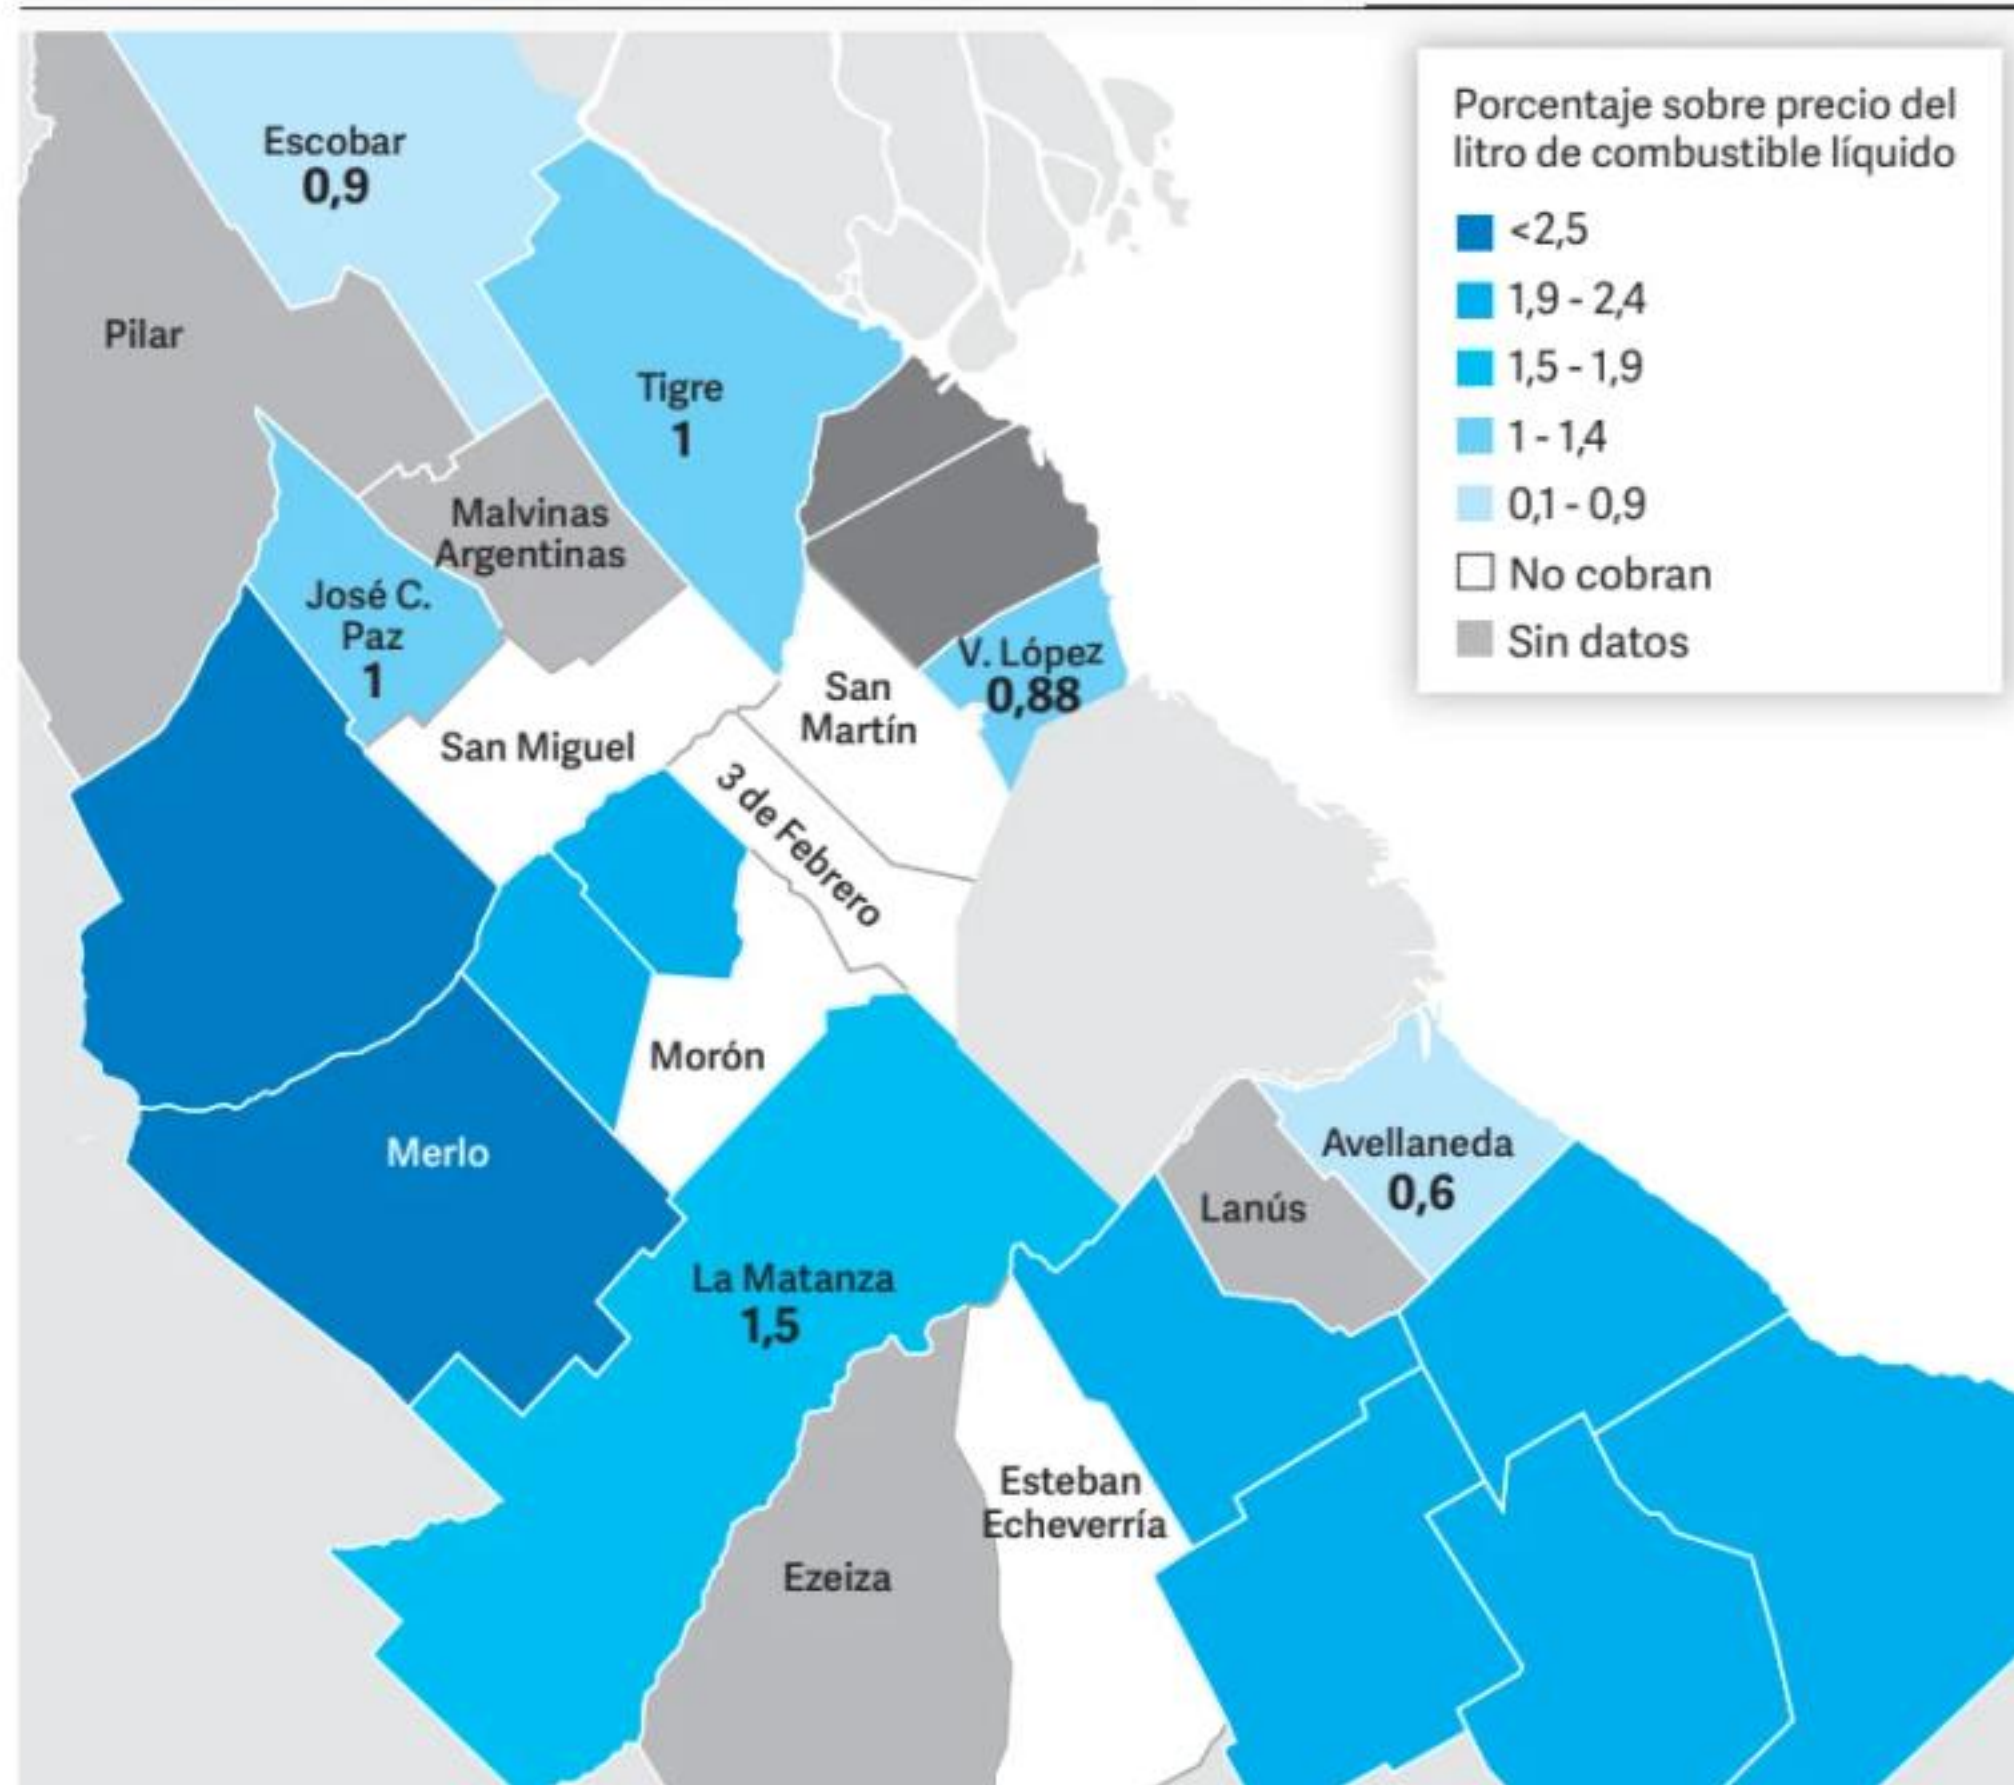 Porcentaje sobre precio del
litro de combustible líquido
<2,5
1,9 - 2,4
1,5 - 1,9
1 - 1,4
0,1 - 0,9
No cobran
Sin datos
Escobar
0,9
Pilar
Tigre
1
Malvinas
Argentinas
José C.
Paz
1
V. López
0,88
San
Martín
San Miguel
3 de Febrero
Morón
Merlo
Avellaneda
0,6
Lanús
La Matanza
1,5
Esteban
Echeverría
Ezeiza